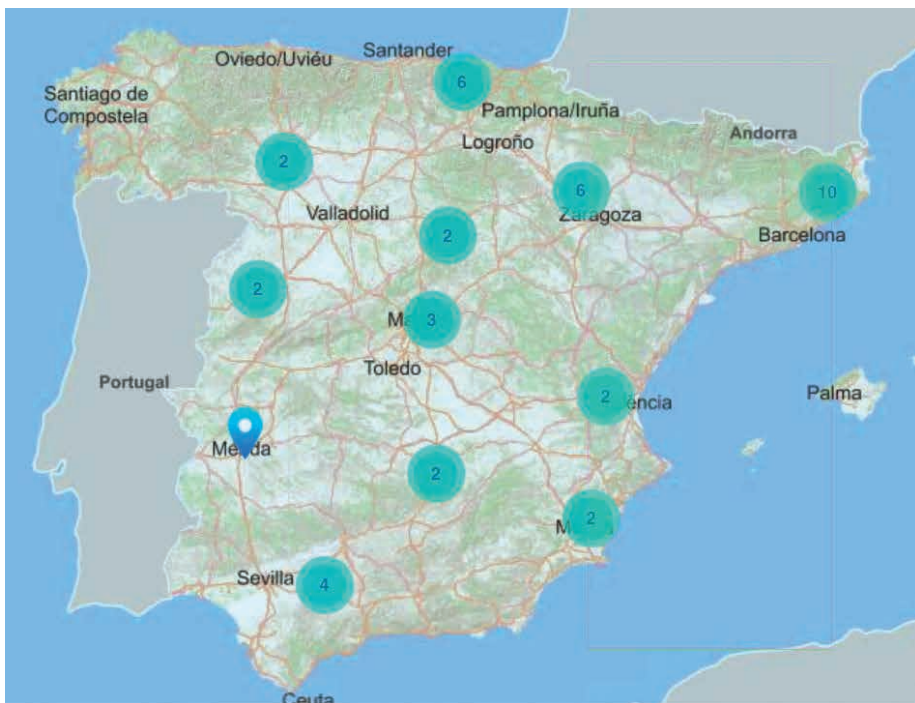 Santander
Oviedo/Uviéu
6
Santiago de
Compostela
Pamplona/Iruña
Andorra
Logroño
2
6
10
Zaragoza
Valladolid
2
Barcelona
2
3
Toledo
Portugal
Palma
2
Mérida
2
2
Sevilla
4
Ceuta